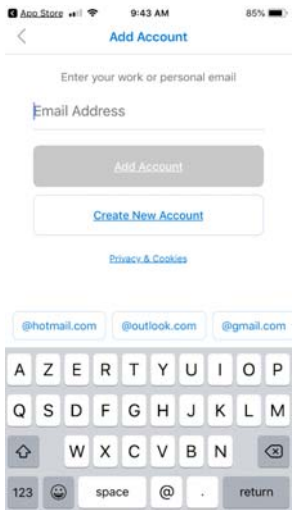 App Store 9:43 AM 85%
Add Account
Enter your work or personal email
Email Address
Add Account
Create New Account
Privacy & Cookies
@hotmail.com @outlook.com @gmail.com
A Z E R T Y U I O P
Q S D F G H J K L M
W X C V B N
123 space @ . return